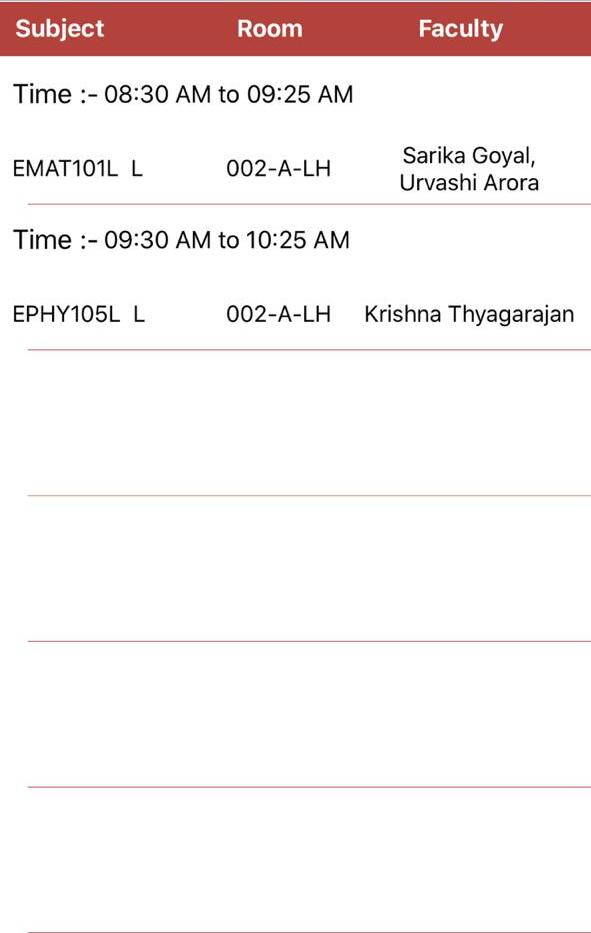 Subject Room Faculty
Time :- 08:30 AM to 09:25 AM
EMAT101L L 002-A-LH Sarika Goyal,
Urvashi Arora
Time :- 09:30 AM to 10:25 AM
EPHY105L L 002-A-LH Krishna Thyagarajan